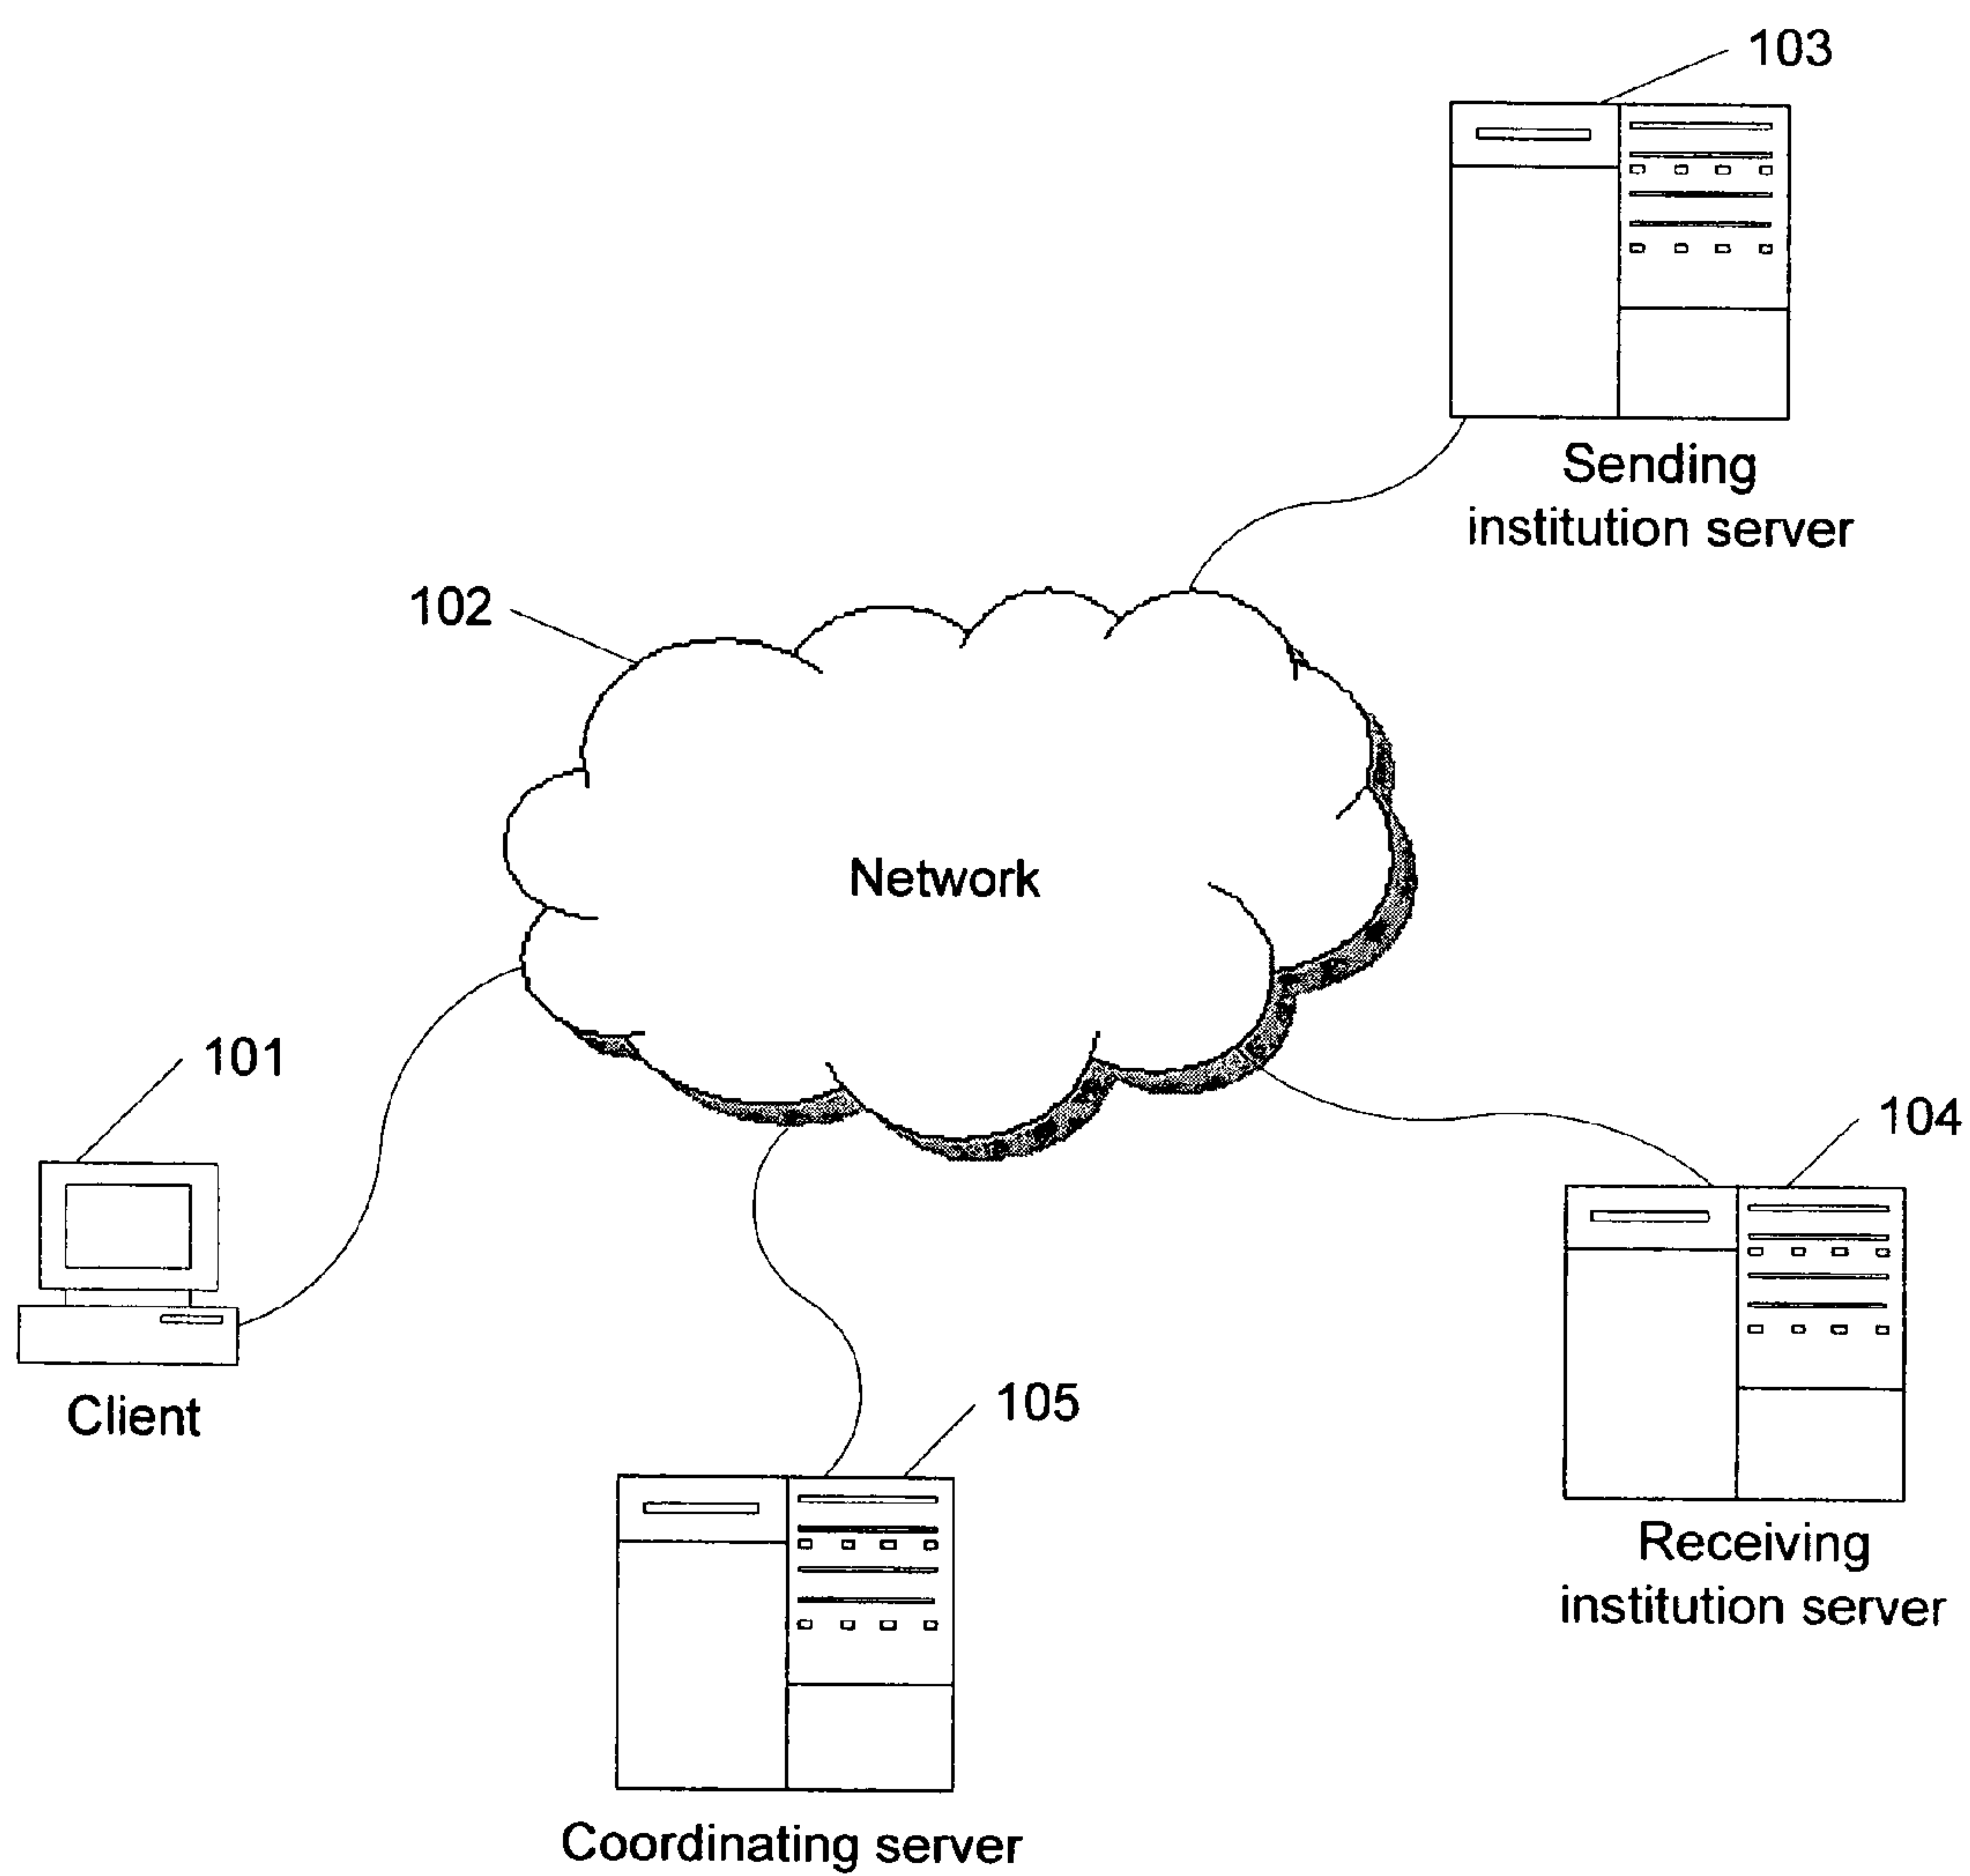 103
Sending
institution server
102
Network
101
104
Client
105
Receiving
institution server
Coordinating server